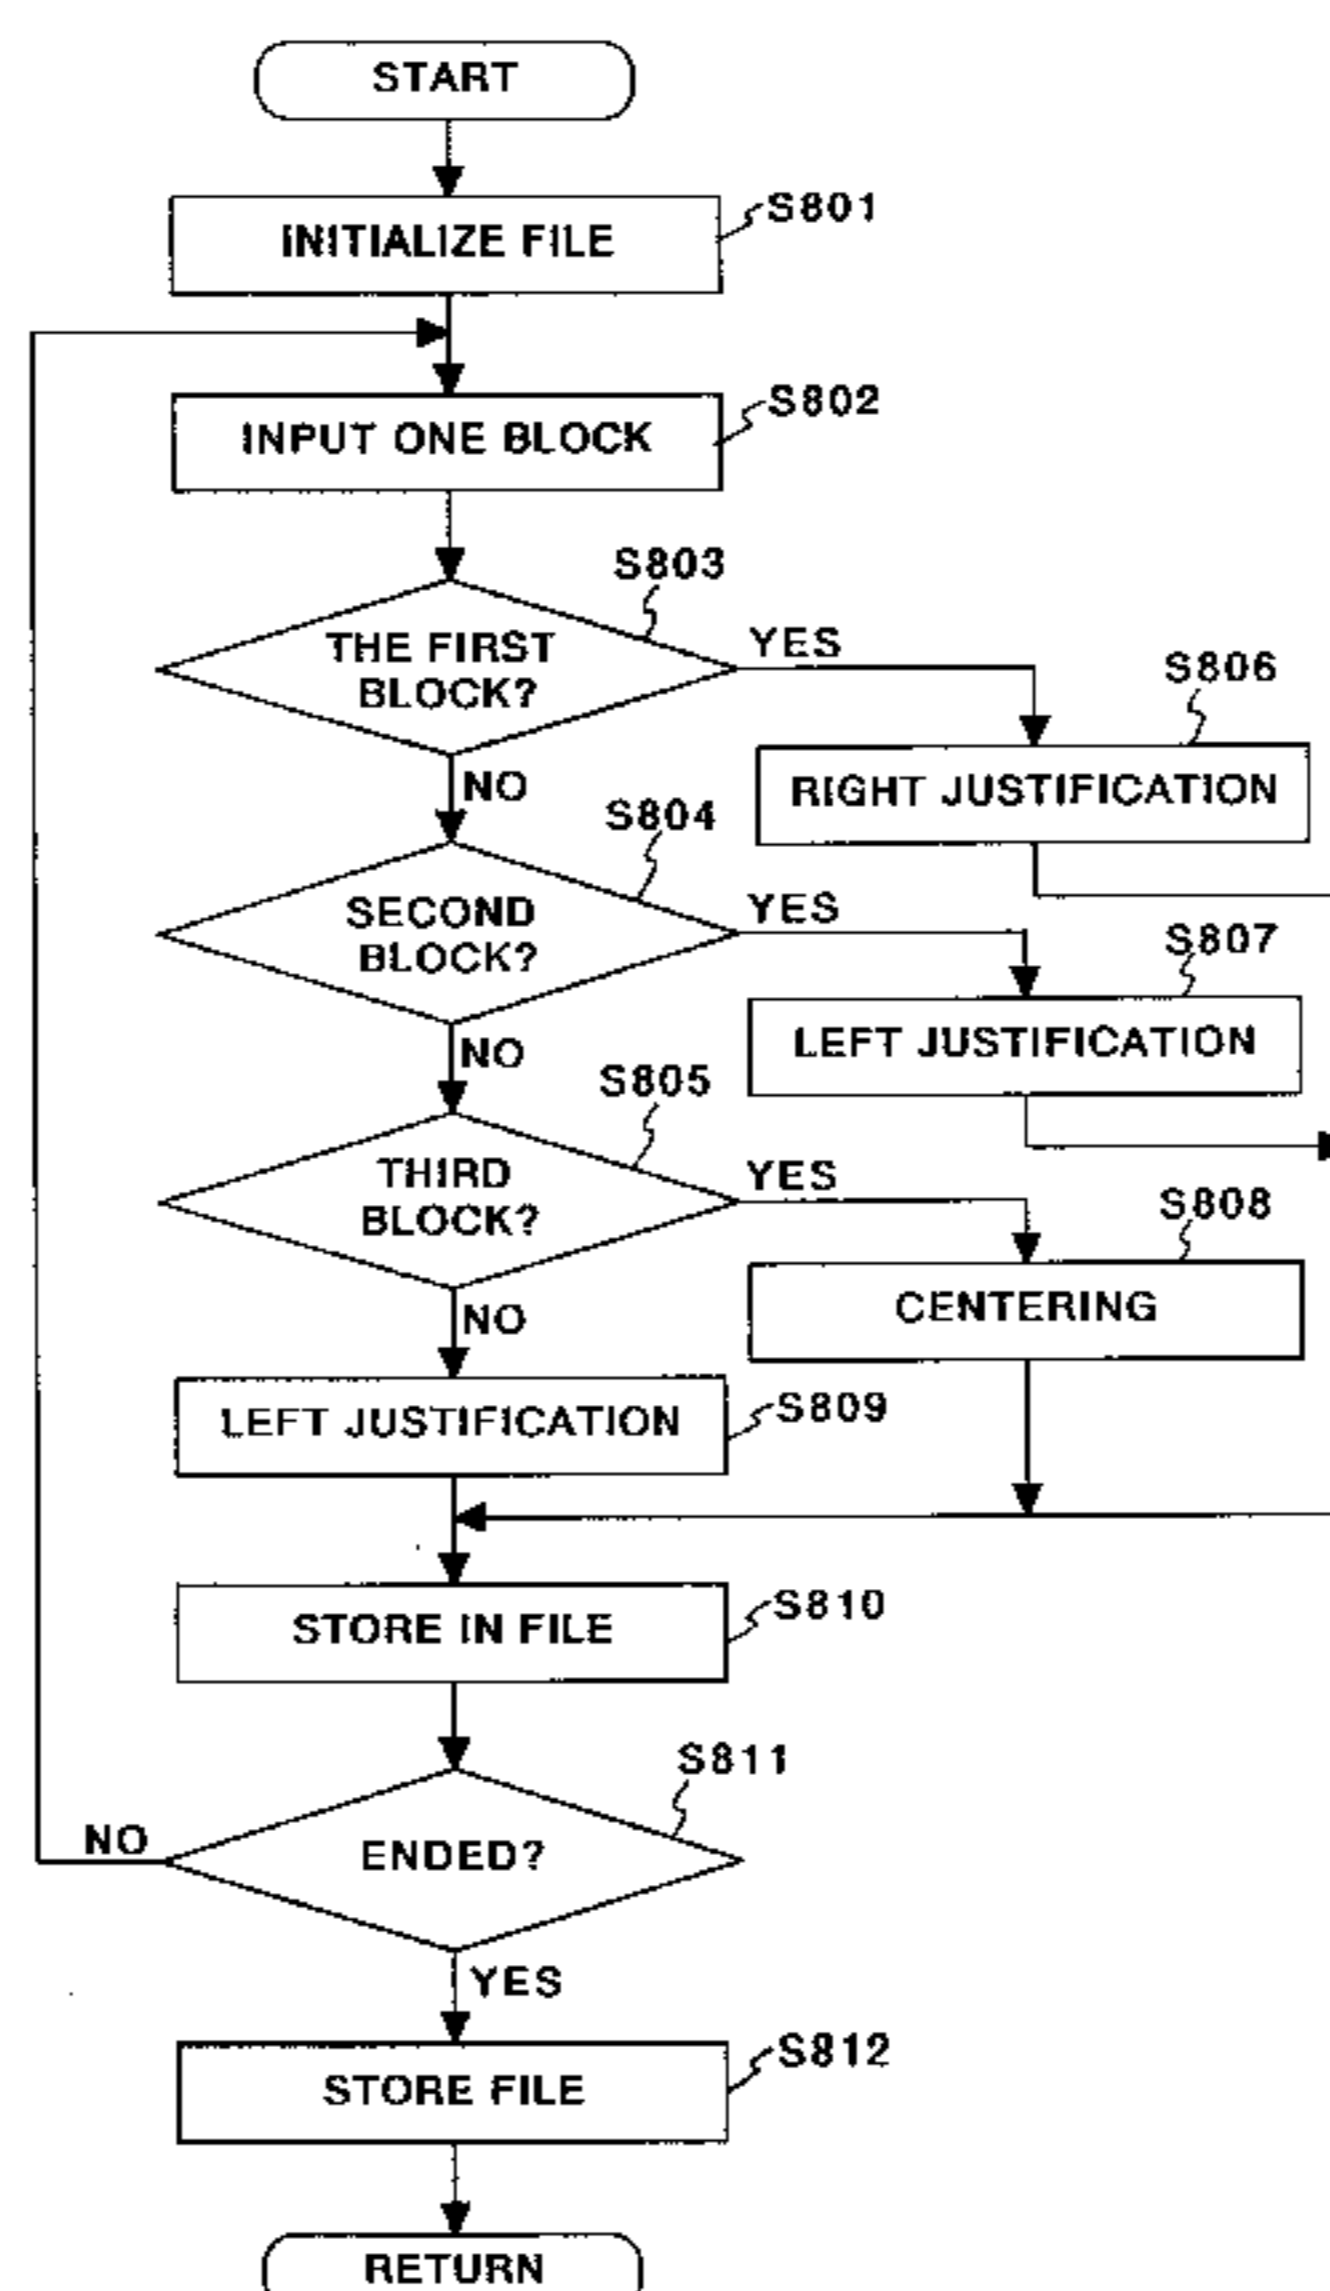 START
INITIALIZE FILE
S801
INPUT ONE BLOCK
S802
S803
THE FIRST
BLOCK?
YES
NO
S806
RIGHT JUSTIFICATION
S804
SECOND
BLOCK?
YES
NO
S807
LEFT JUSTIFICATION
S805
THIRD
BLOCK?
YES
NO
S808
CENTERING
LEFT JUSTIFICATION
S809
STORE IN FILE
S810
S811
ENDED?
NO
YES
STORE FILE
S812
RETURN